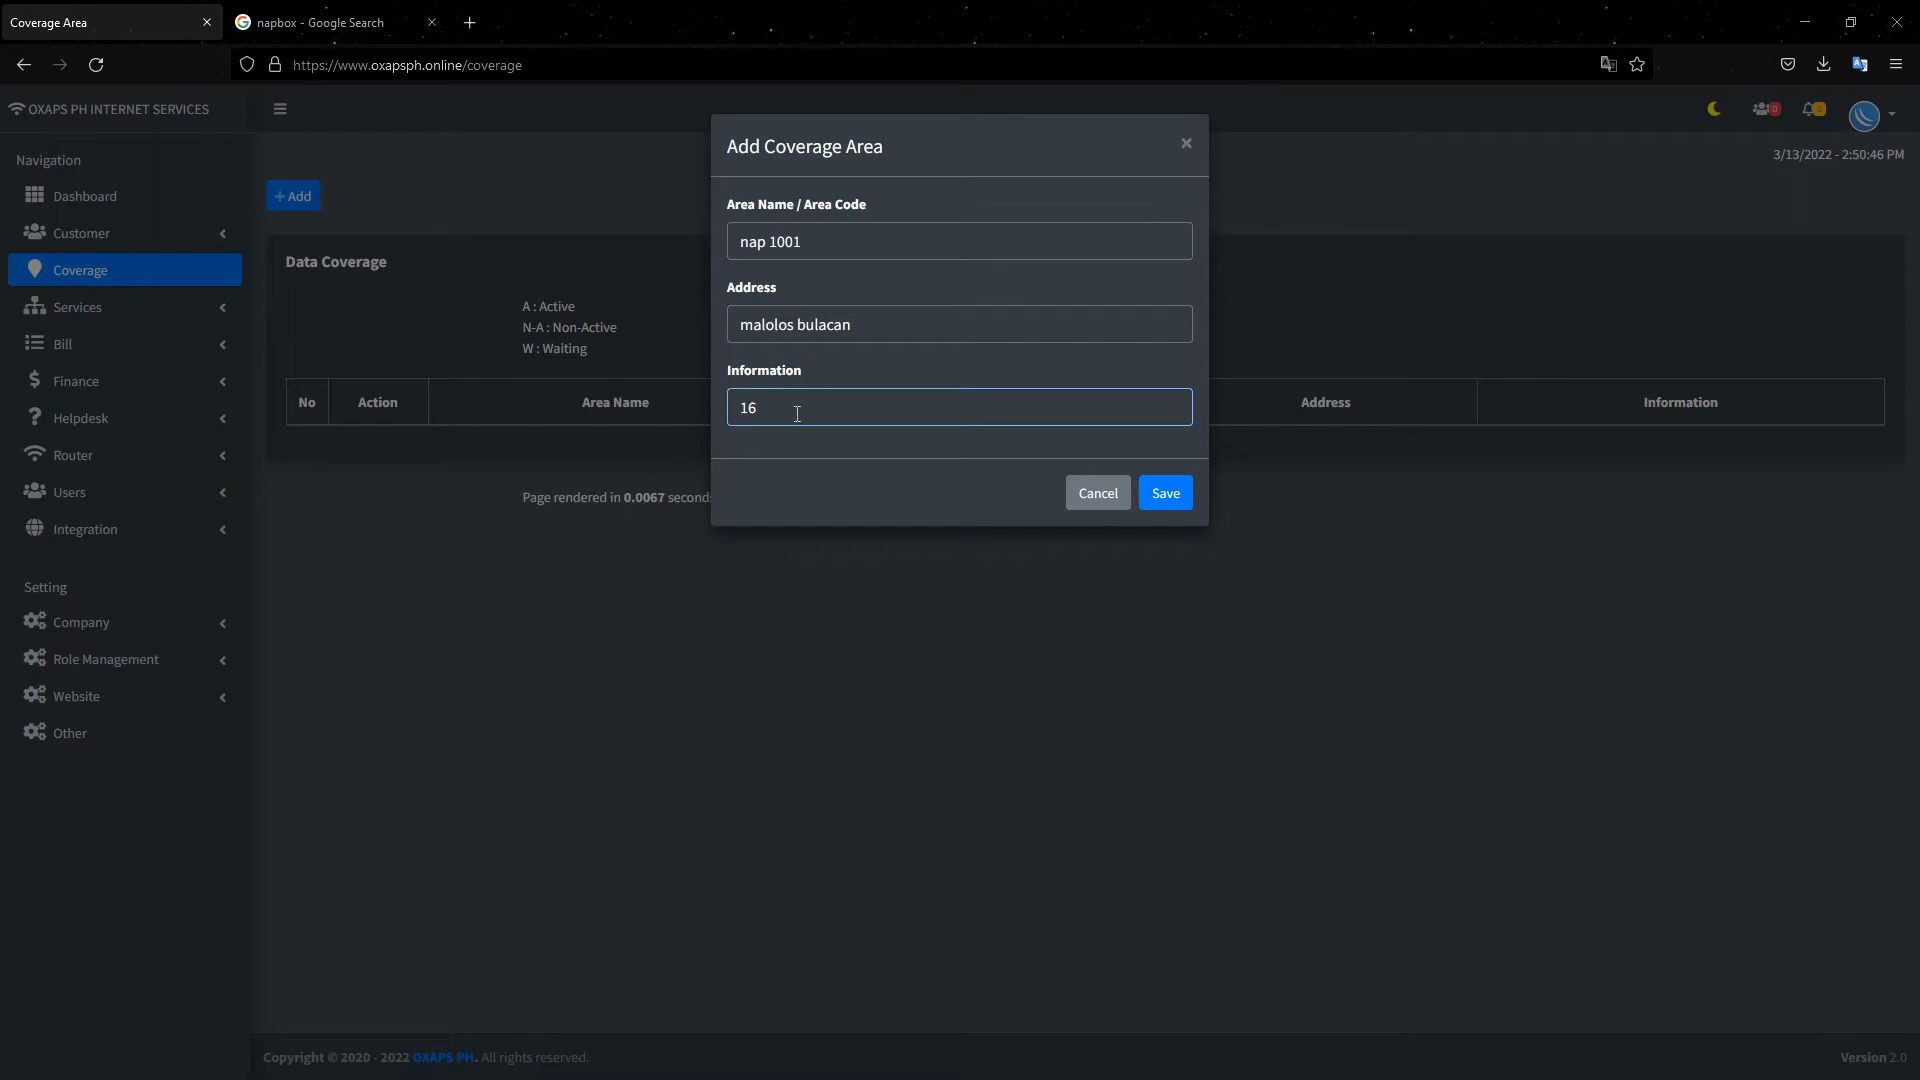 Coverage Area
napbox - Google Search
https://www.oxapsph.online/coverage
OXAPS PH INTERNET SERVICES
0
3/13/2022 - 2:50:46 PM
Navigation
Dashboard
Customer
Coverage
Services
Bill
Finance
Helpdesk
Router
Users
Integration
Setting
Company
Role Management
Website
Other
+ Add
Data Coverage
A : Active
N-A : Non-Active
W : Waiting
No Action Area Name Address Information
Page rendered in 0.0067 seconds
Add Coverage Area
×
Area Name / Area Code
nap 1001
Address
malolos bulacan
Information
16
Cancel Save
Copyright © 2020 - 2022 OXAPS PH. All rights reserved.
Version 2.0